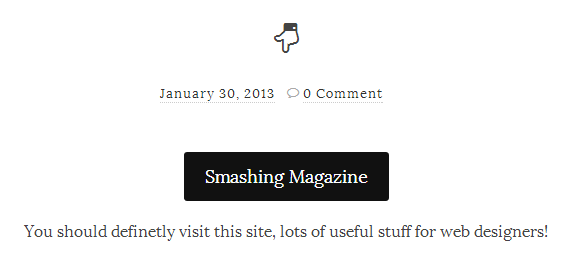 January 30, 2013 0 Comment
Smashing Magazine
You should definetly visit this site, lots of useful stuff for web designers!